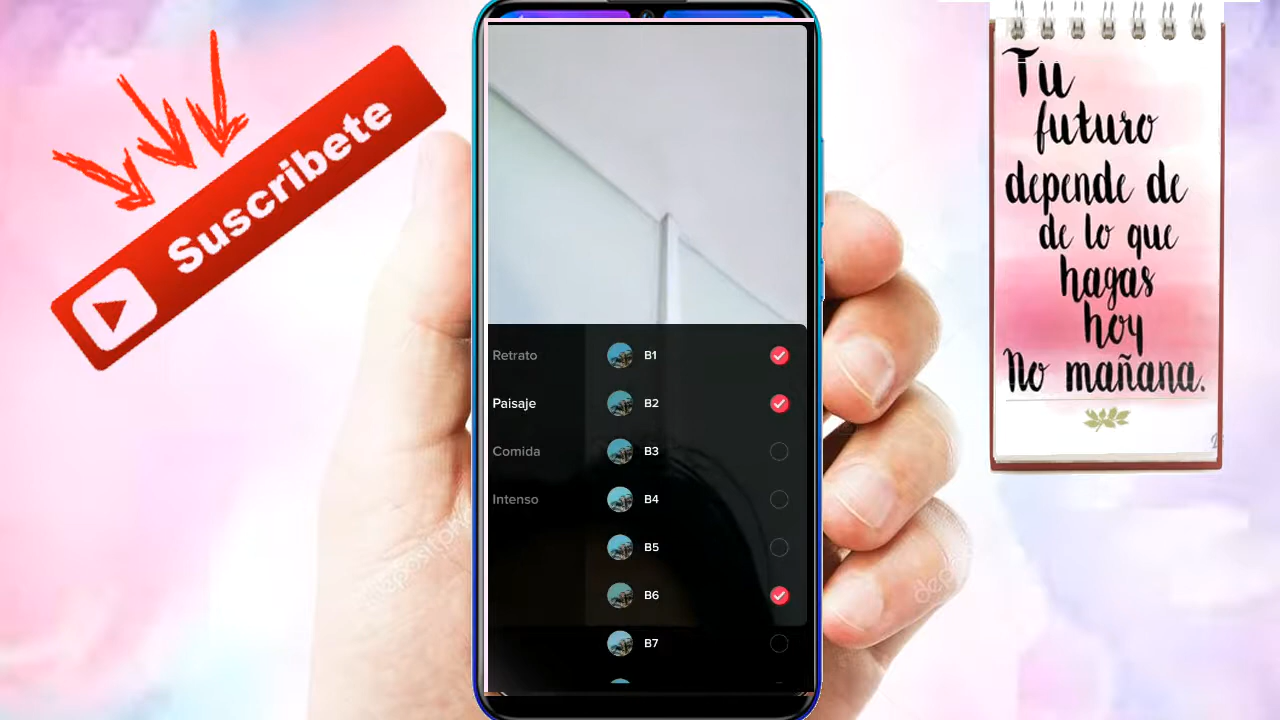 Suscribete
Retrato
Paisaje
Comida
Intenso
B1
B2
B3
B4
B5
B6
B7
Tu
futuro
depende de
de lo que
hagas
hoy
No mañana.